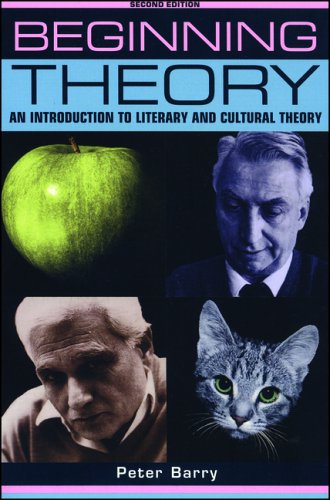 SECOND EDITION
BEGINNING
THEORY
AN INTRODUCTION TO LITERARY AND CULTURAL THEORY
Peter Barry